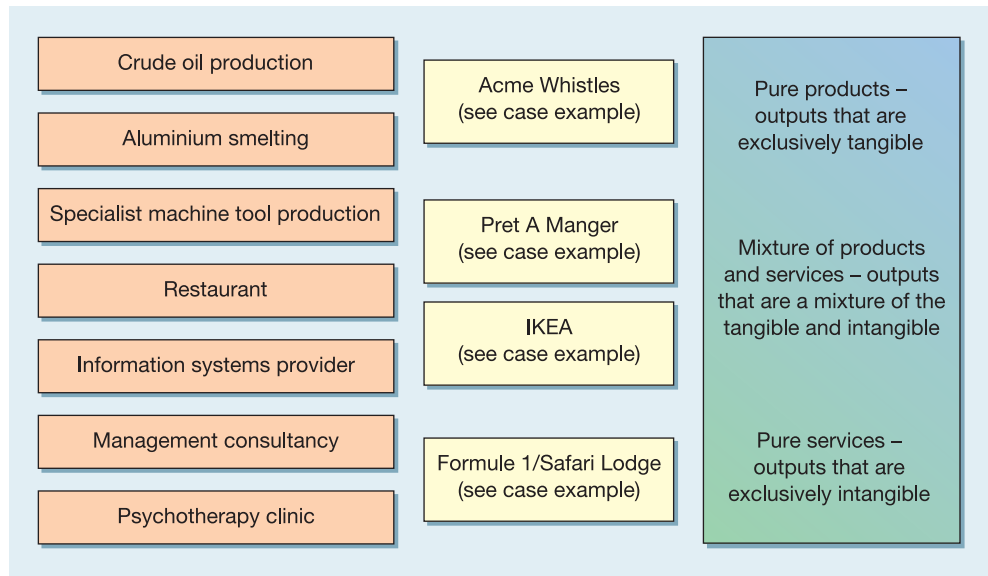 Crude oil production
Aluminium smelting
Specialist machine tool production
Restaurant
Information systems provider
Management consultancy
Psychotherapy clinic
Acme Whistles
(see case example)
Pret A Manger
(see case example)
IKEA
(see case example)
Formule 1/Safari Lodge
(see case example)
Pure products –
outputs that are
exclusively tangible
Mixture of products
and services – outputs
that are a mixture of the
tangible and intangible
Pure services –
outputs that are
exclusively intangible